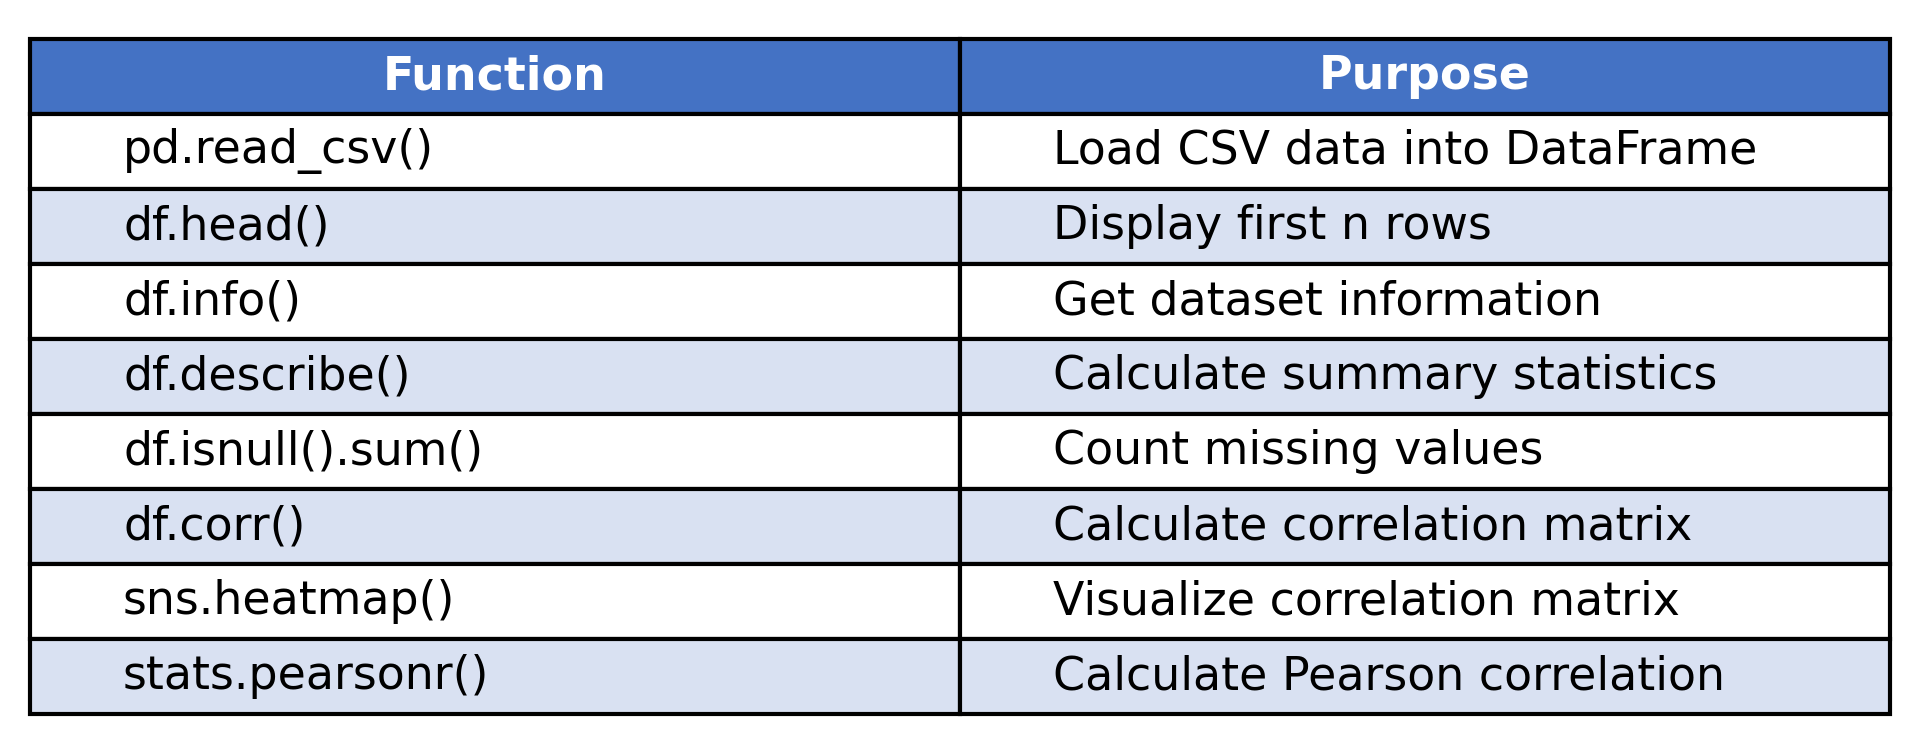 Function Purpose
pd.read_csv() Load CSV data into DataFrame
df.head() Display first n rows
df.info() Get dataset information
df.describe() Calculate summary statistics
df.isnull().sum() Count missing values
df.corr() Calculate correlation matrix
sns.heatmap() Visualize correlation matrix
stats.pearsonr() Calculate Pearson correlation